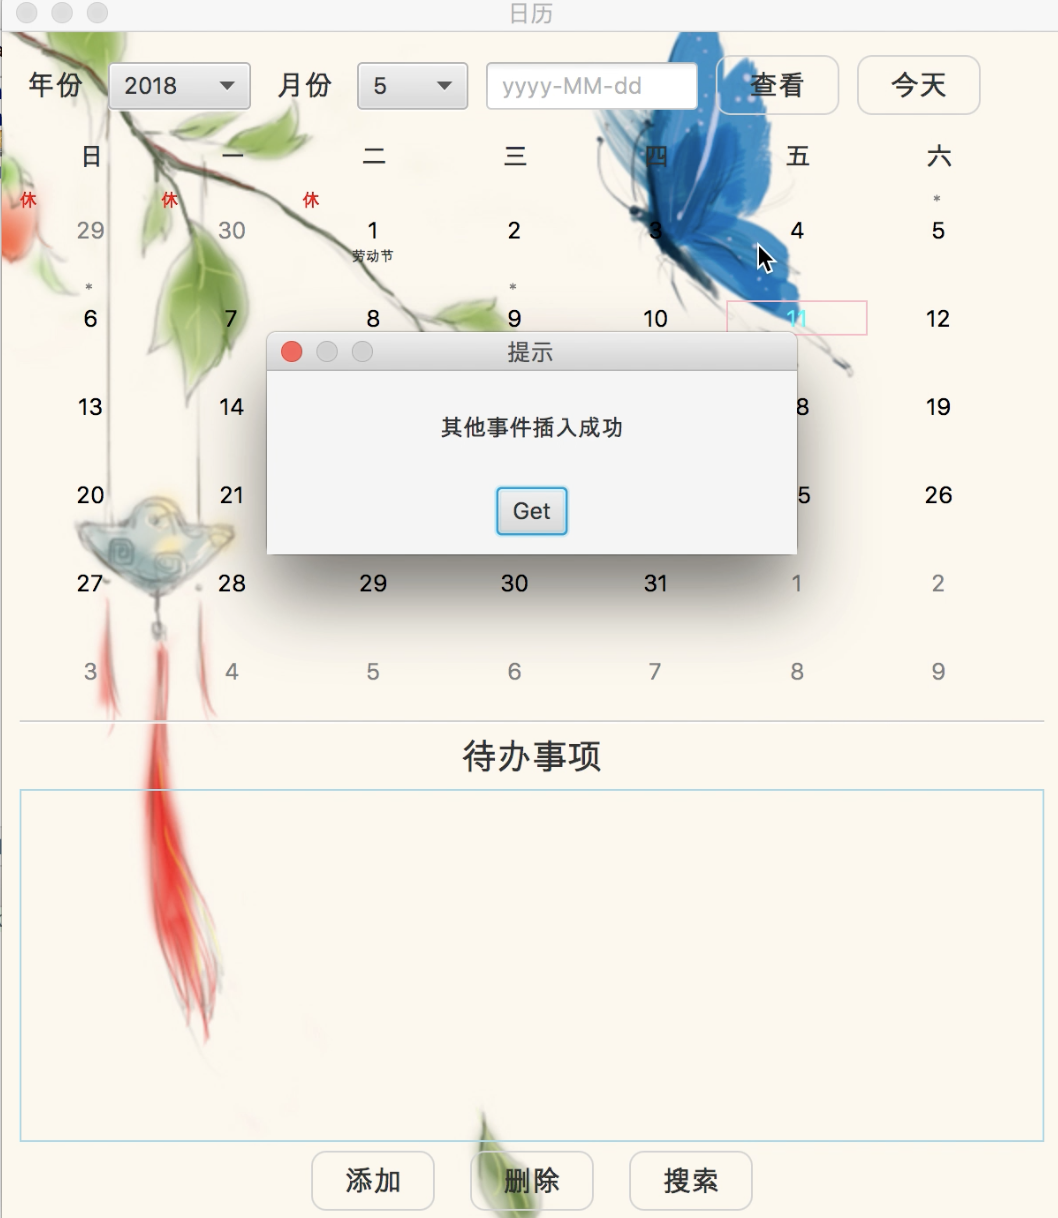 日历
年份 2018 月份 5 yyyy-MM-dd 查看 今天
日 一 二 三 四 五 六
休 休 休 *
29 30 1 2 3 4 5
劳动节
* *
6 7 8 9 10 11 12
提示
13 14 8 19
其他事件插入成功
20 21 5 26
Get
27 28 29 30 31 1 2
3 4 5 6 7 8 9
待办事项
添加 删除 搜索